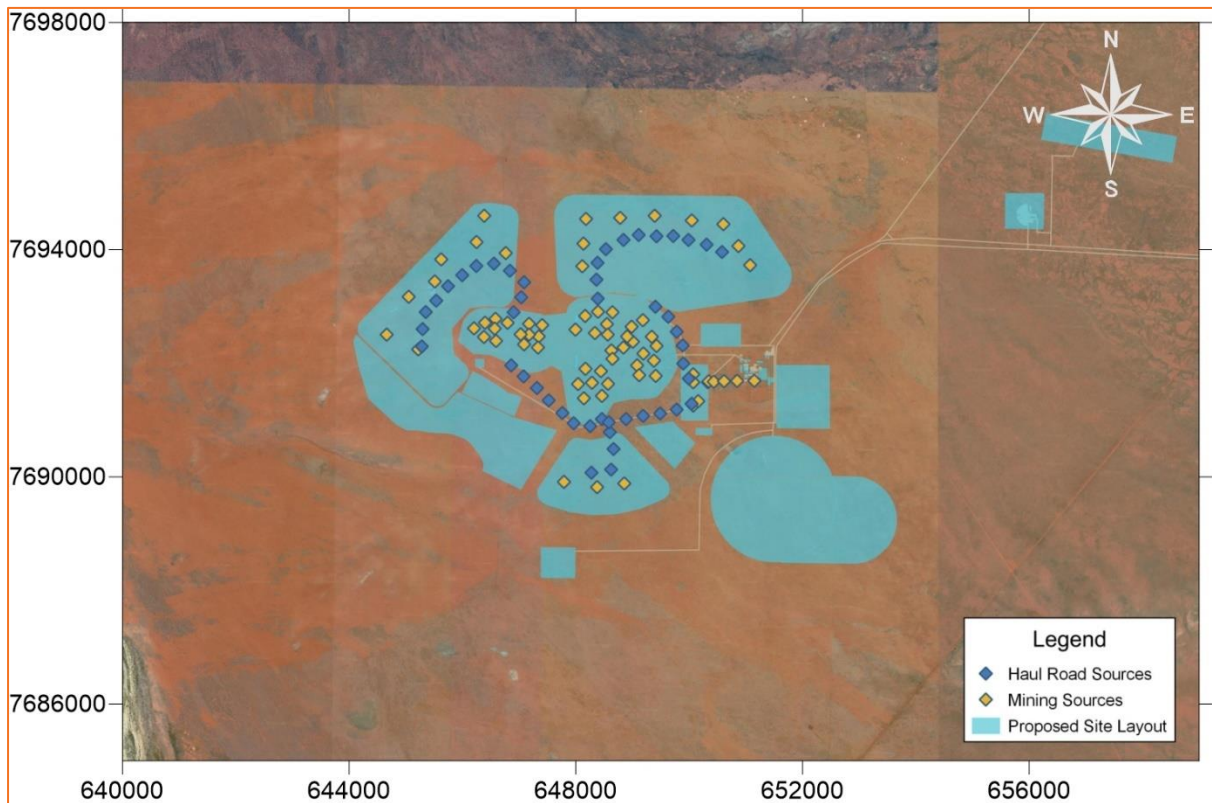 7698000
N
W E
S
7694000
7690000
Legend
Haul Road Sources
Mining Sources
7686000
Proposed Site Layout
640000 644000 648000 652000 656000